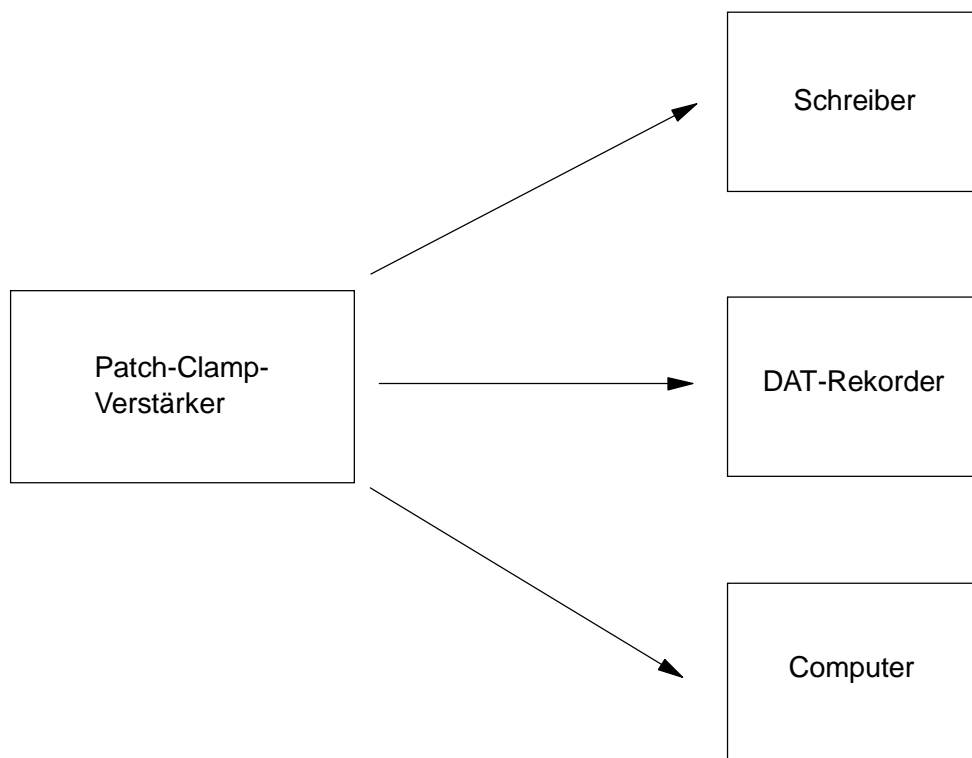 Schreiber
Patch-Clamp-
Verstärker
DAT-Rekorder
Computer